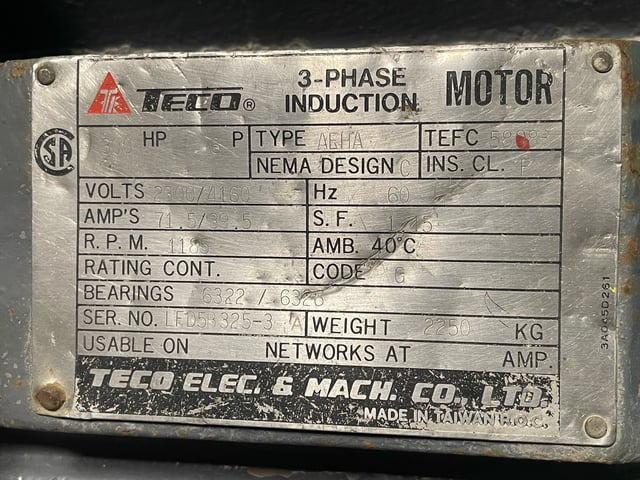 TECO® 3-PHASE INDUCTION MOTOR
HP P TYPE AEHA TEFC
NEMA DESIGN C INS. CL. F
VOLTS 2300/4160 Hz 60
AMP'S 71.5/39.5 S.F. 1.15
R.P.M. 118 AMB. 40°C
RATING CONT. CODE G
BEARINGS 6322 / 6328
SER. NO. WEIGHT 2250 KG
USABLE ON NETWORKS AT AMP.
TECO ELEC. & MACH. CO., LTD.
MADE IN TAIWAN R.O.C.
CSA
3A045D261